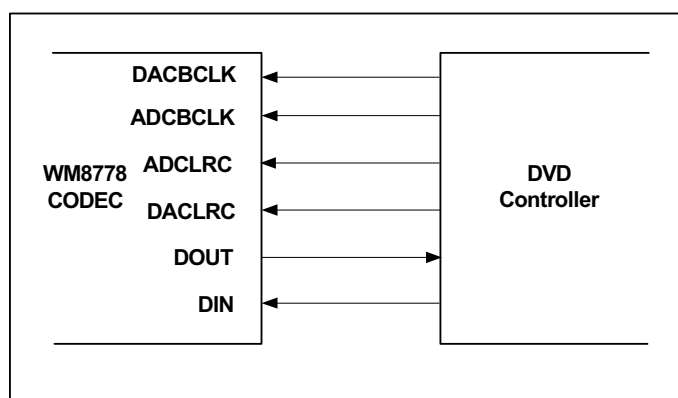 DACBCLK
ADCBCLK
ADCLRC
WM8778
CODEC
DACLRC
DOUT
DIN
DVD
Controller